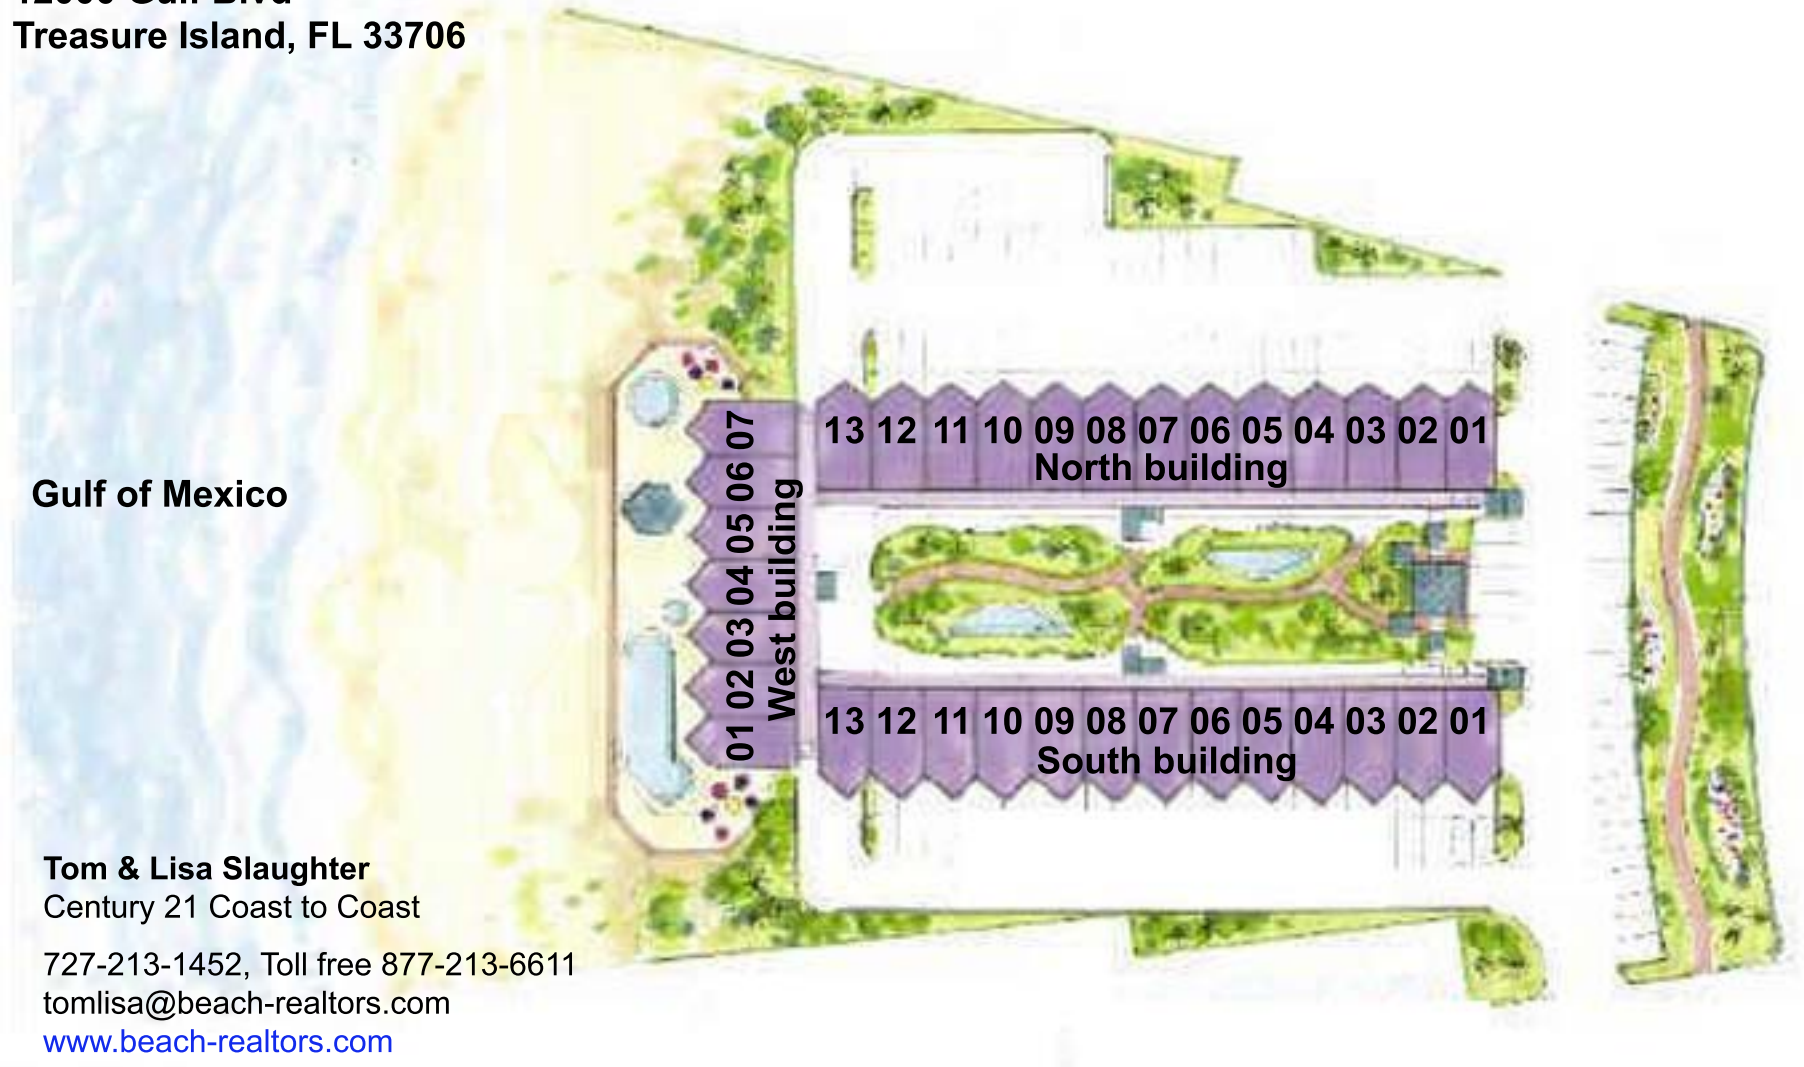 Treasure Island, FL 33706
13 12 11 10 09 08 07 06 05 04 03 02 01
North building
Gulf of Mexico
01 02 03 04 05 06 07
West building
13 12 11 10 09 08 07 06 05 04 03 02 01
South building
Tom & Lisa Slaughter
Century 21 Coast to Coast
727-213-1452, Toll free 877-213-6611
tomlisa@beach-realtors.com
www.beach-realtors.com